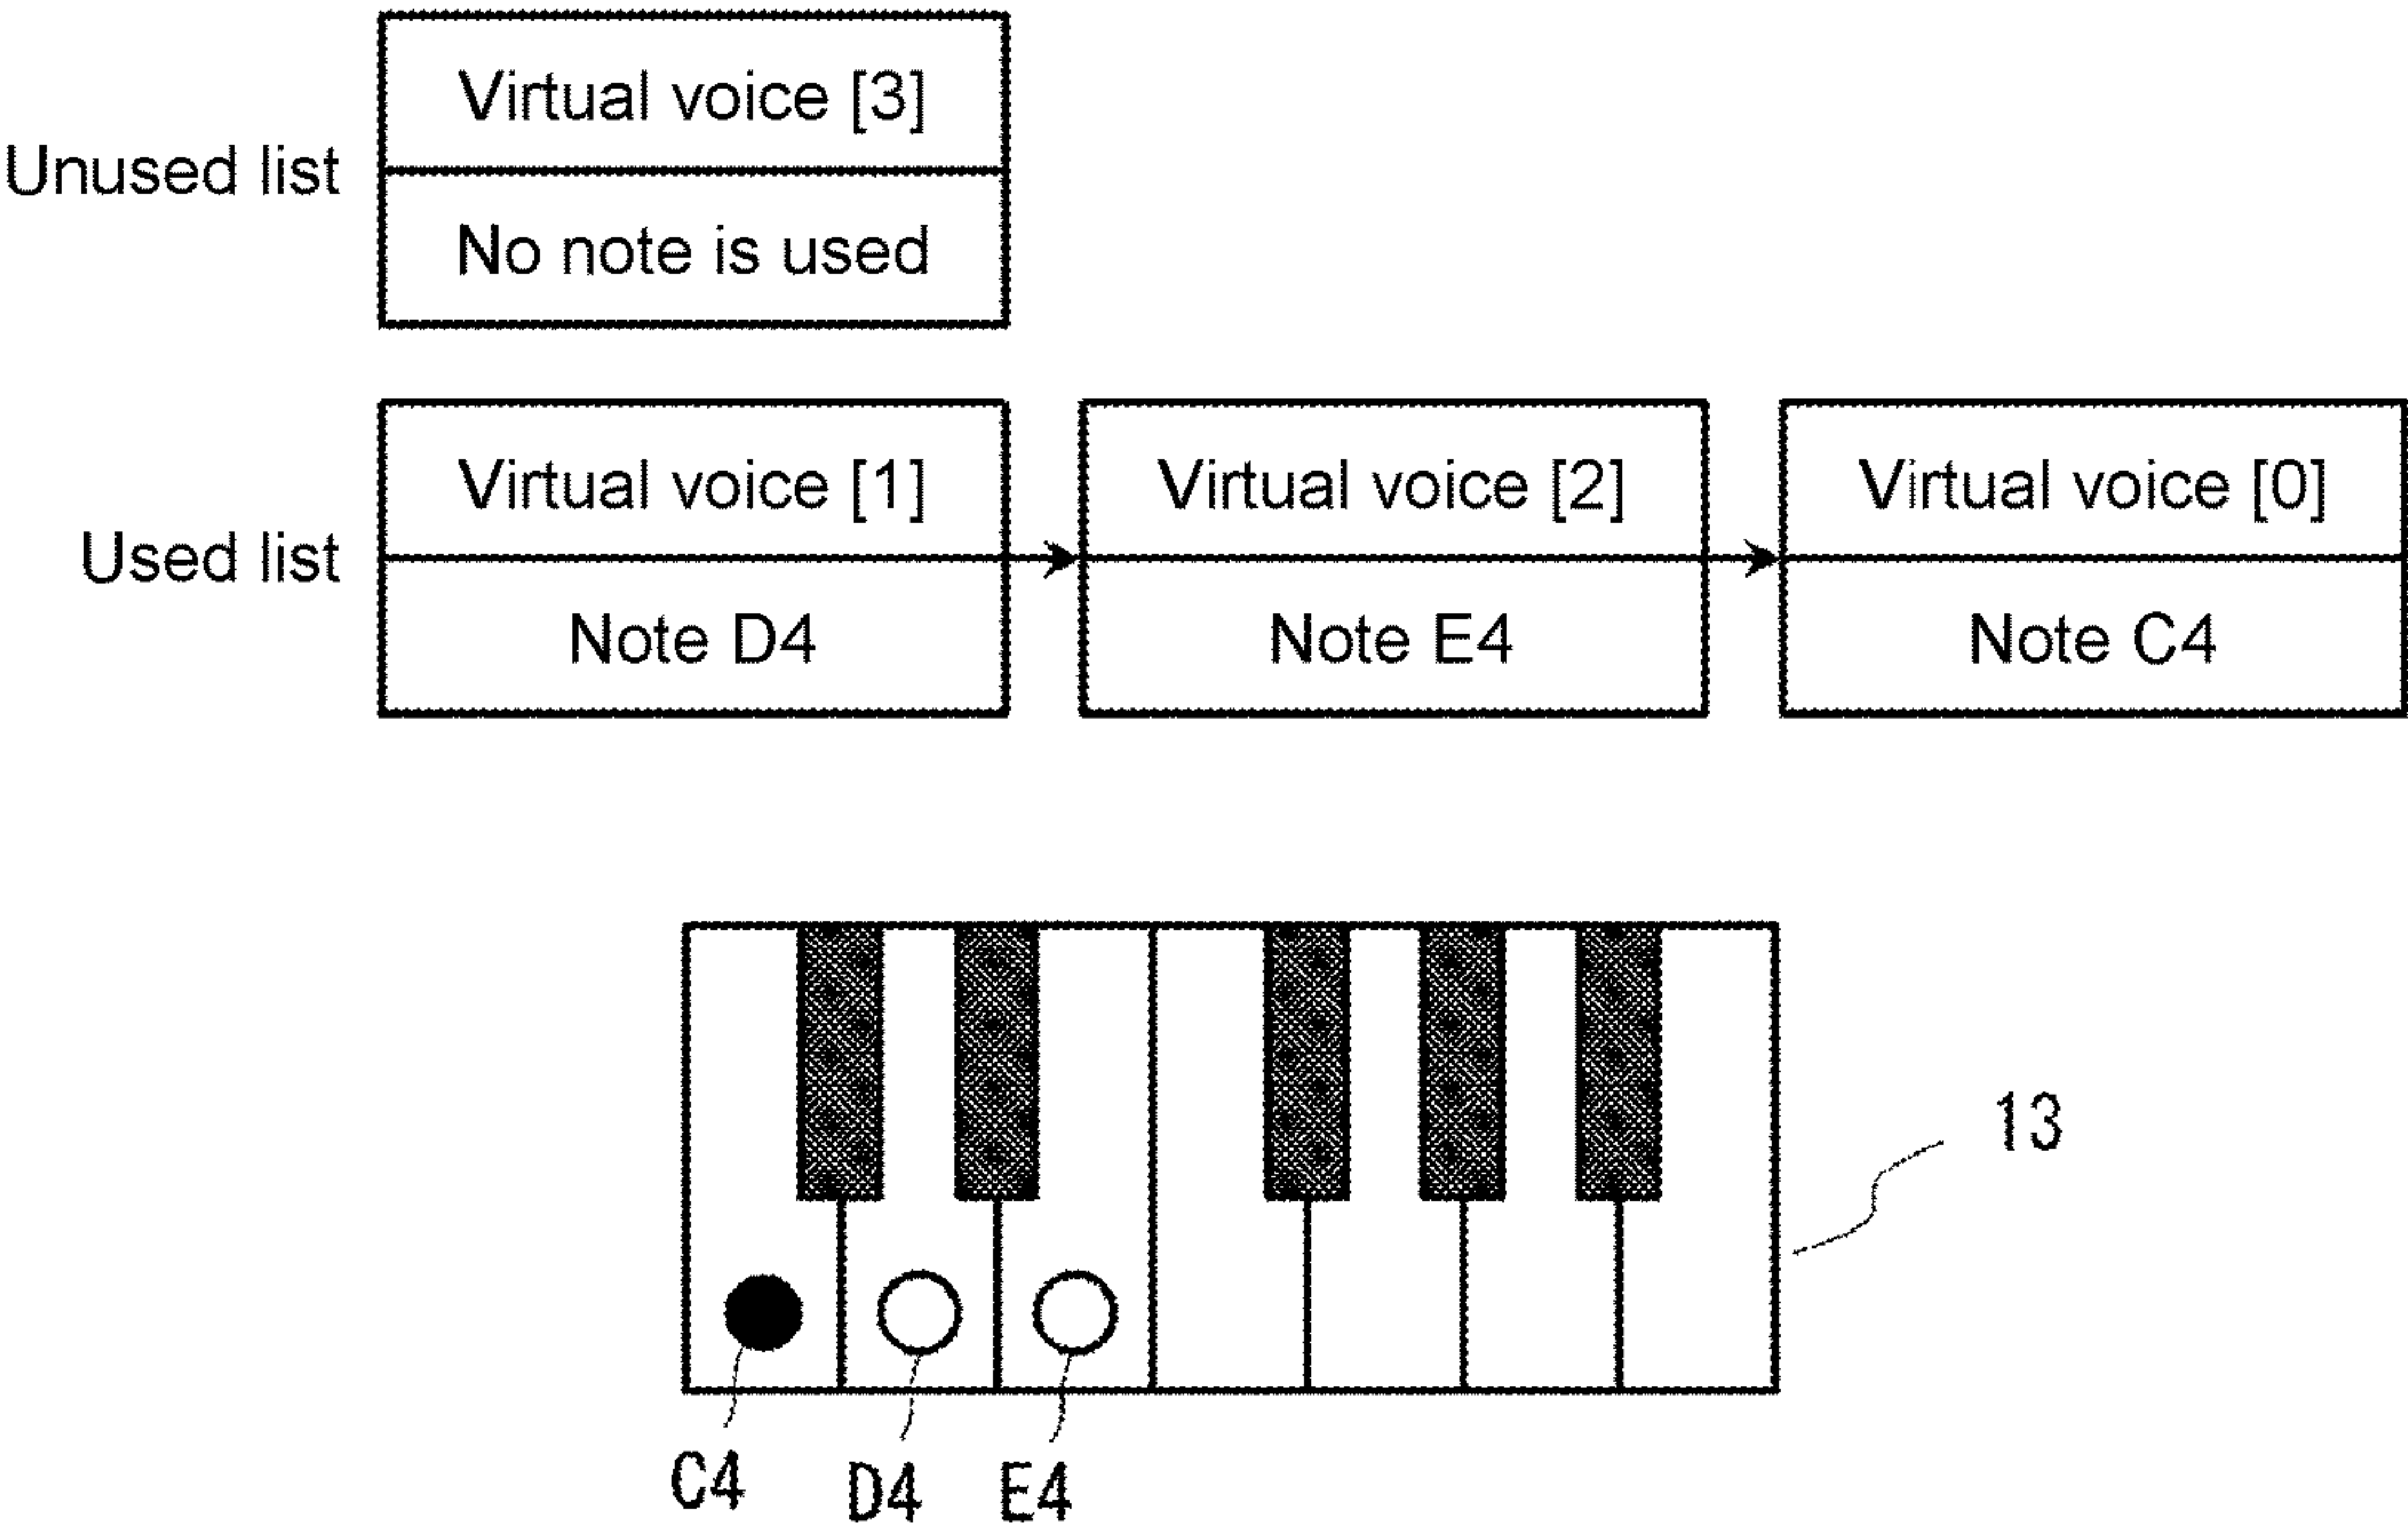 Virtual voice [3]
Unused list
No note is used
Virtual voice [1]
Virtual voice [2]
Virtual voice [0]
Used list
Note D4
Note E4
Note C4
13
C4
D4
E4